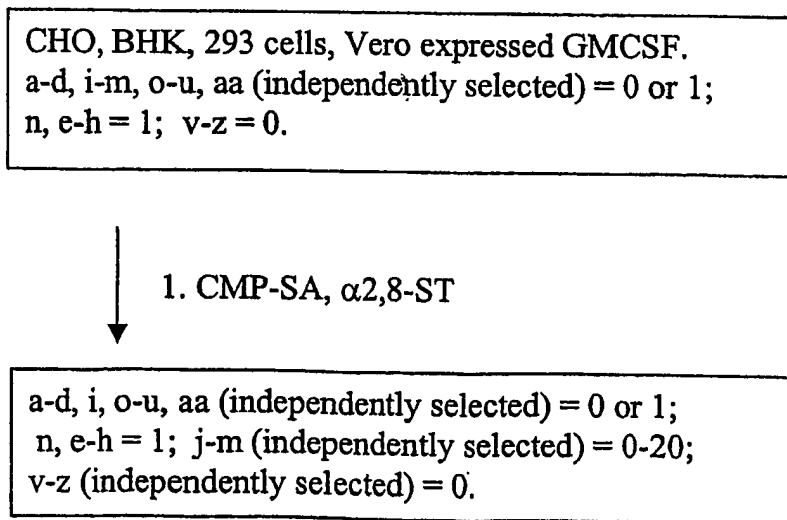 CHO, BHK, 293 cells, Vero expressed GMCSF.
a-d, i-m, o-u, aa (independently selected) = 0 or 1;
n, e-h = 1; v-z = 0.
1. CMP-SA, α2,8-ST
a-d, i, o-u, aa (independently selected) = 0 or 1;
n, e-h = 1; j-m (independently selected) = 0-20;
v-z (independently selected) = 0.